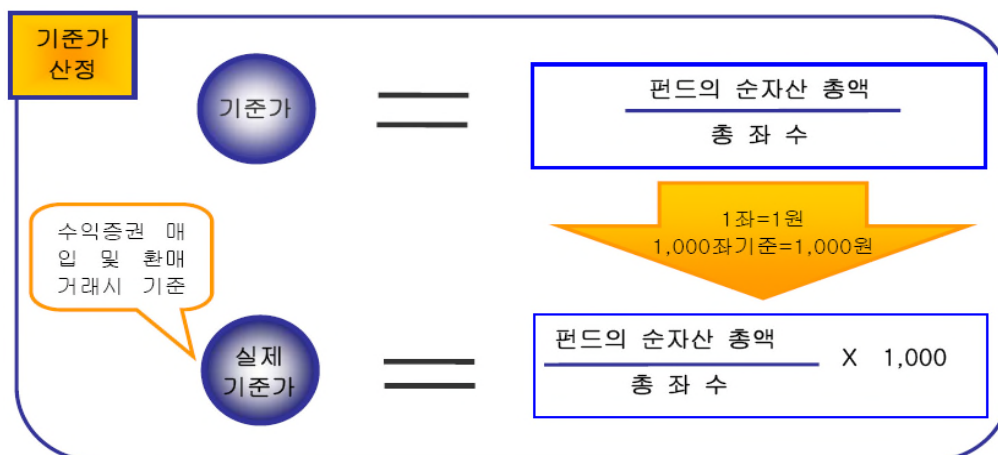 기준가
산정
기준가
펀드의 순자산 총액
총 좌 수
1좌=1원
1,000좌기준=1,000원
수익증권 매
입 및 환매
거래시 기준
실제
기준가
펀드의 순자산 총액
총 좌 수
X 1,000